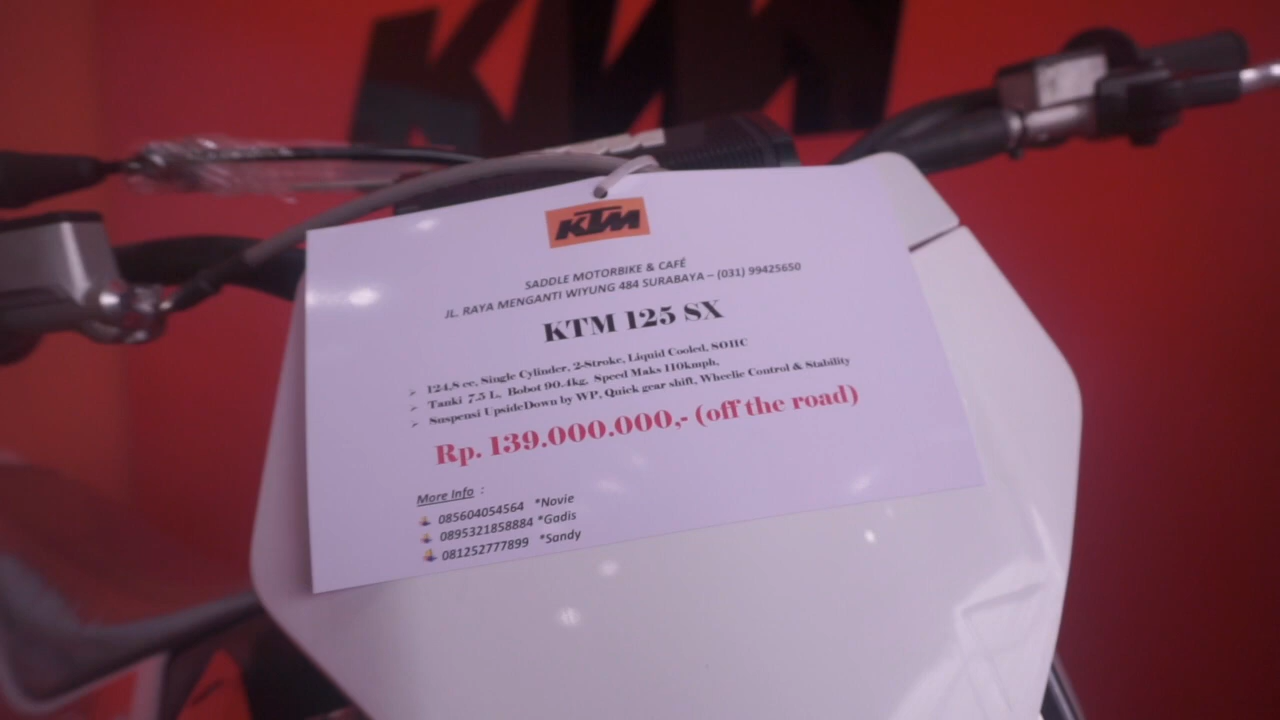 KTM
KTM
SADDLE MOTORBIKE & CAFÉ
JL. RAYA MENGANTI WIYUNG 484 SURABAYA – (031) 99425650
KTM 125 SX
➢ 124.8 cc, Single Cylinder, 2-Stroke, Liquid Cooled, SOHC
➢ Tanki 7.5 L, Bobot 90.4kg, Speed Maks 110kmph,
➢ Suspensi UpsideDown by WP, Quick gear shift, Wheelie Control & Stability
Rp. 139.000.000,- (off the road)
More Info :
085604054564 *Novie
0895321858884 *Gadis
081252777899 *Sandy